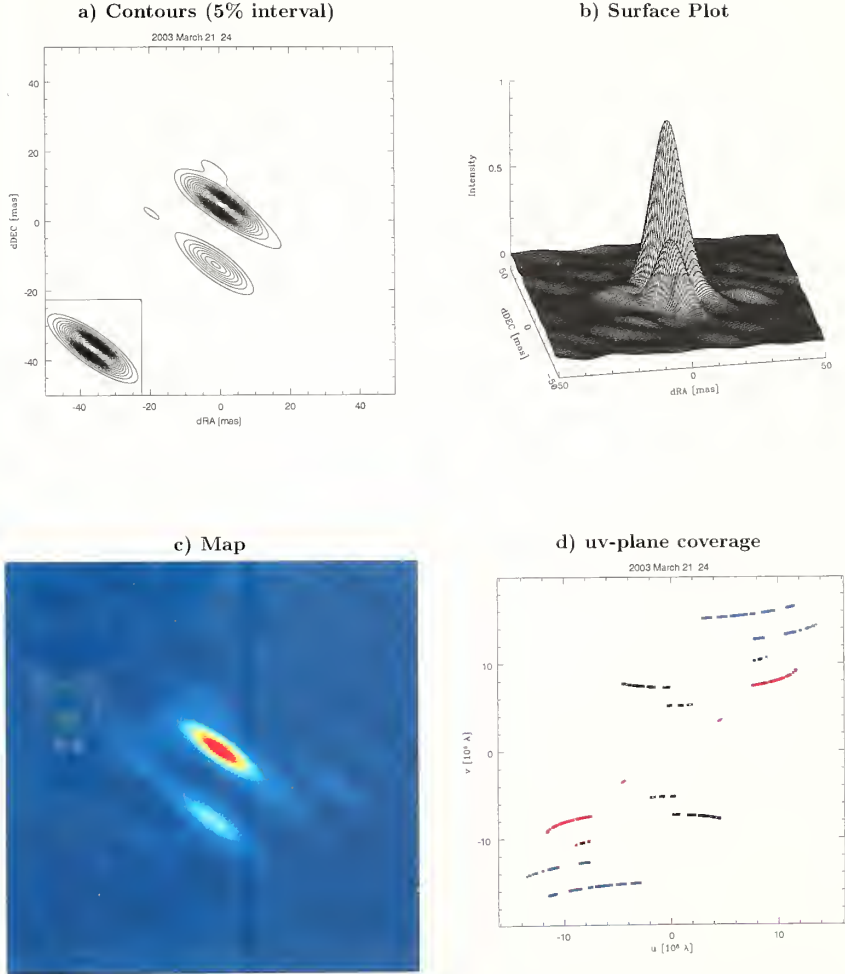 a) Contours (5% interval)
2003 March 21 24
40
20
0
-20
-40
dDEC [mas]
-40
-20
0
20
40
dRA [mas]
b) Surface Plot
1
0.5
0
Intensity
50
0
-50
dDEC [mas]
-50
0
50
dRA [mas]
c) Map
d) uv-plane coverage
2003 March 21 24
10
0
-10
v [10⁶ λ]
-10
0
10
u [10⁶ λ]